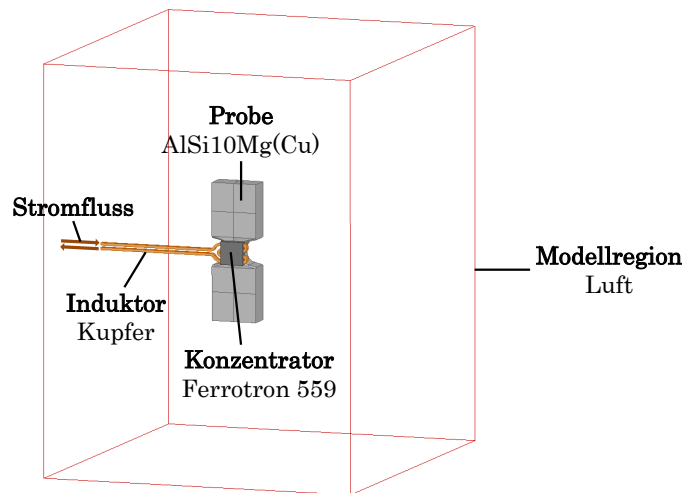 Probe
AlSi10Mg(Cu)
Stromfluss
Modellregion
Luft
Induktor
Kupfer
Konzentrator
Ferrotron 559